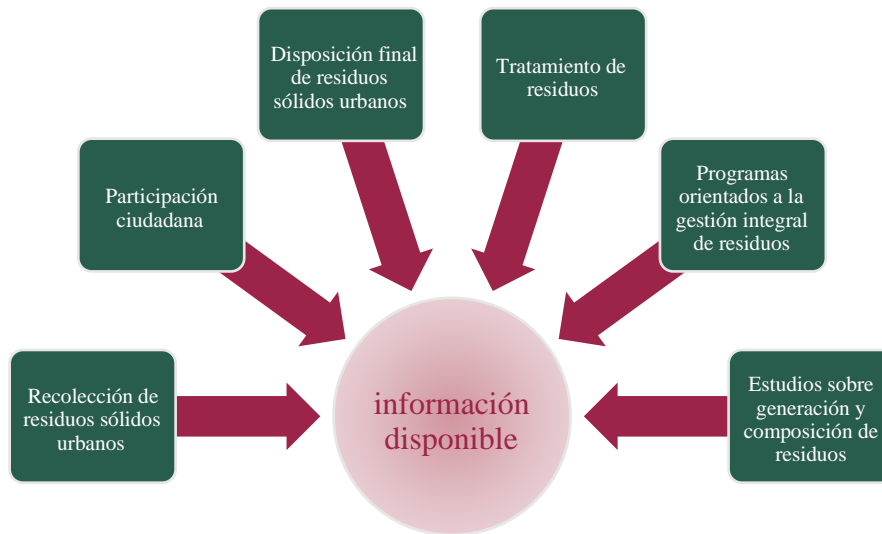 Disposición final
de residuos
sólidos urbanos
Tratamiento de
residuos
Participación
ciudadana
Programas
orientados a la
gestión integral
de residuos
Recolección de
residuos sólidos
urbanos
información
disponible
Estudios sobre
generación y
composición de
residuos